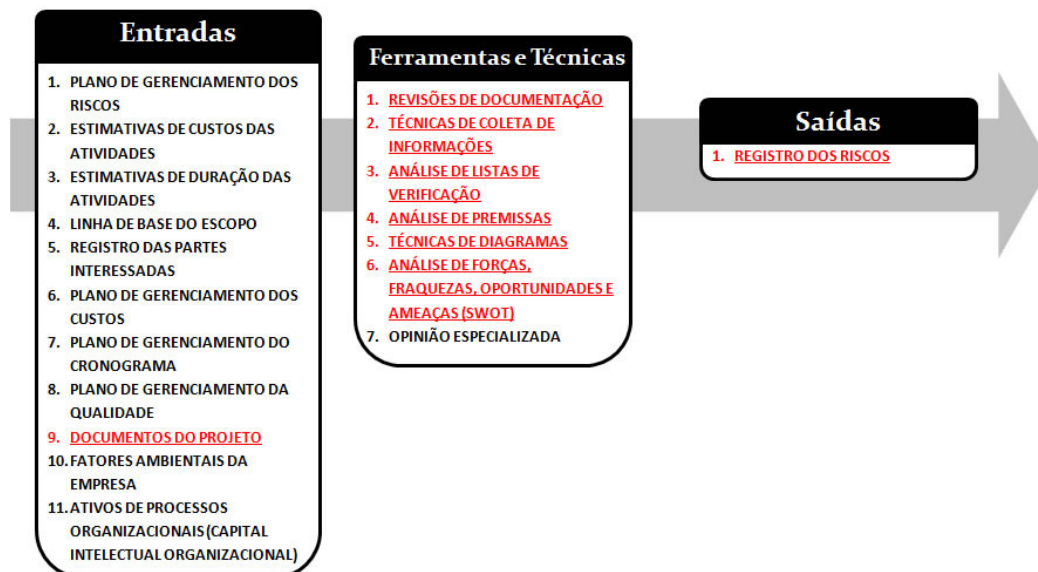 Entradas
1. PLANO DE GERENCIAMENTO DOS
RISCOS
2. ESTIMATIVAS DE CUSTOS DAS
ATIVIDADES
3. ESTIMATIVAS DE DURAÇÃO DAS
ATIVIDADES
4. LINHA DE BASE DO ESCOPO
5. REGISTRO DAS PARTES
INTERESSADAS
6. PLANO DE GERENCIAMENTO DOS
CUSTOS
7. PLANO DE GERENCIAMENTO DO
CRONOGRAMA
8. PLANO DE GERENCIAMENTO DA
QUALIDADE
9. DOCUMENTOS DO PROJETO
10. FATORES AMBIENTAIS DA
EMPRESA
11. ATIVOS DE PROCESSOS
ORGANIZACIONAIS (CAPITAL
INTELECTUAL ORGANIZACIONAL)
Ferramentas e Técnicas
1. REVISÕES DE DOCUMENTAÇÃO
2. TÉCNICAS DE COLETA DE
INFORMAÇÕES
3. ANÁLISE DE LISTAS DE
VERIFICAÇÃO
4. ANÁLISE DE PREMISSAS
5. TÉCNICAS DE DIAGRAMAS
6. ANÁLISE DE FORÇAS,
FRAQUEZAS, OPORTUNIDADES E
AMEAÇAS (SWOT)
7. OPINIÃO ESPECIALIZADA
Saídas
1. REGISTRO DOS RISCOS